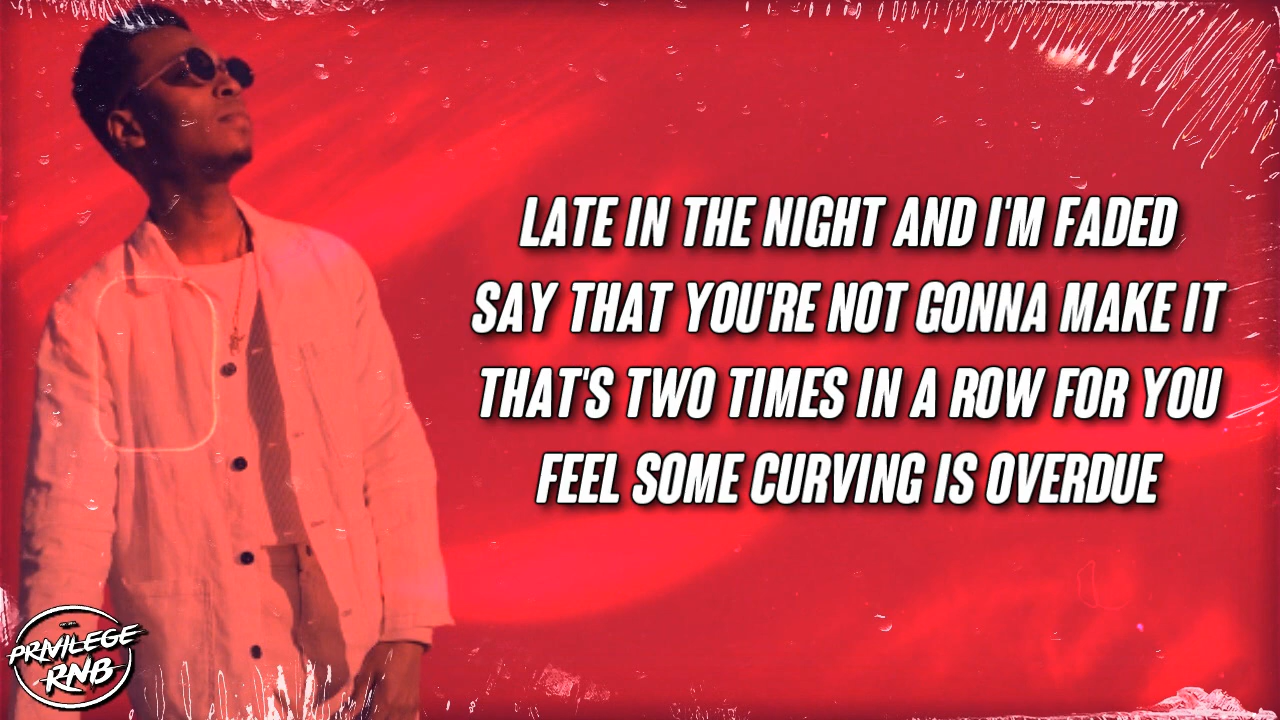 LATE IN THE NIGHT AND I'M FADED
SAY THAT YOU'RE NOT GONNA MAKE IT
THAT'S TWO TIMES IN A ROW FOR YOU
FEEL SOME CURVING IS OVERDUE
PRIVILEGE
RNB